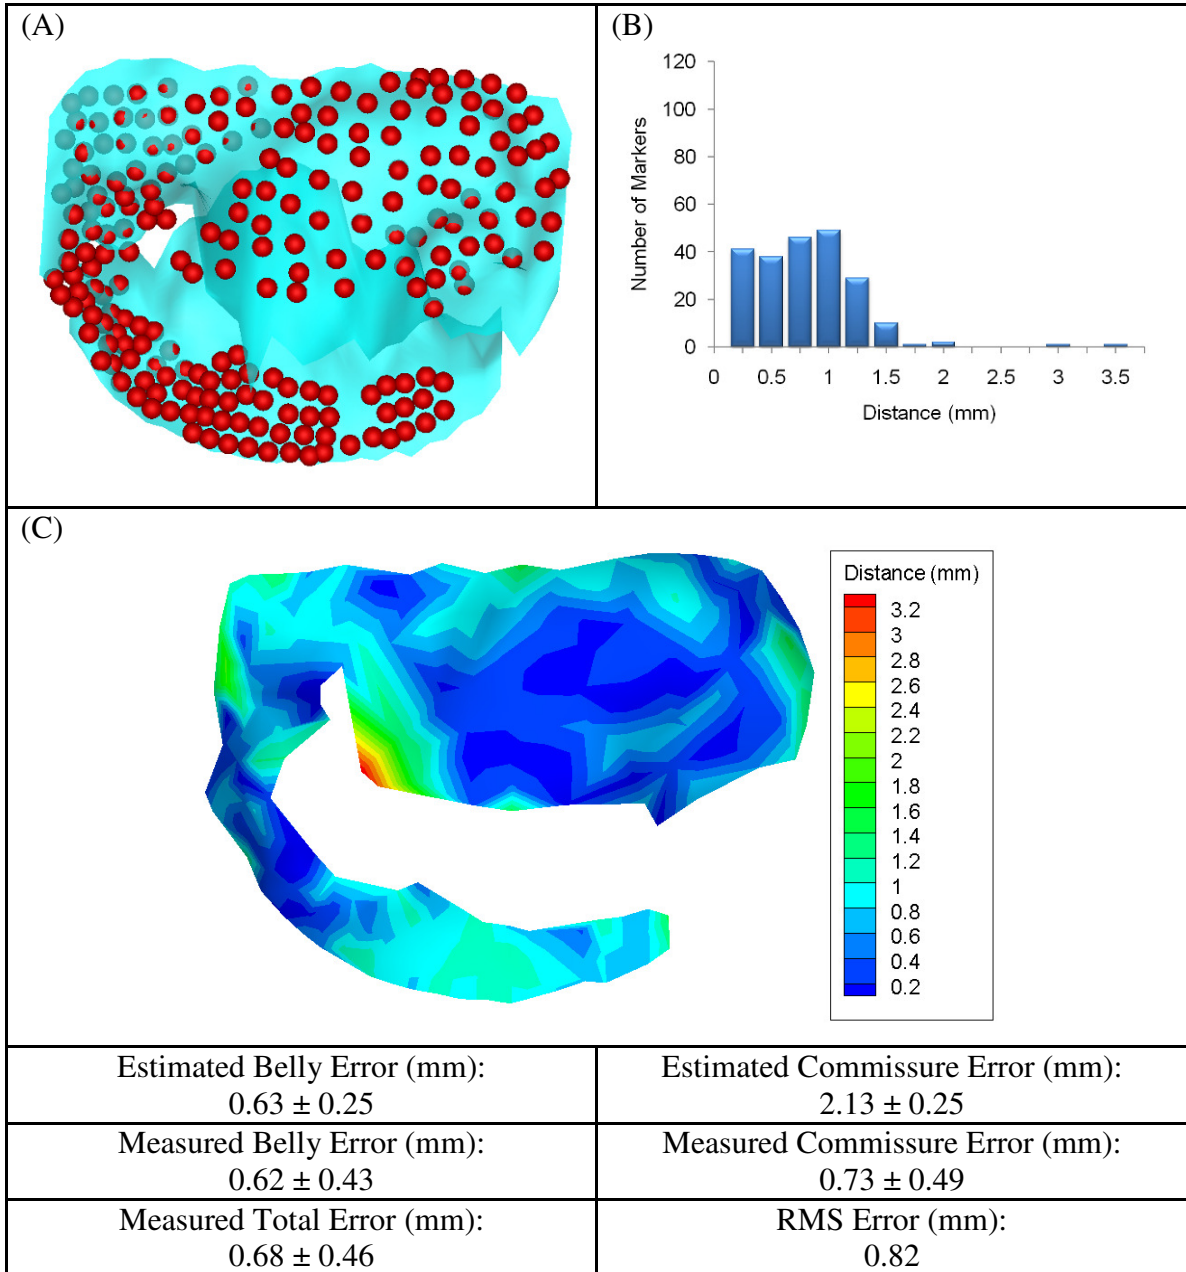 (A)
(B)
120
100
80
60
40
20
0
Number of Markers
0 0.5 1 1.5 2 2.5 3 3.5
Distance (mm)
(C)
Distance (mm)
3.2
3
2.8
2.6
2.4
2.2
2
1.8
1.6
1.4
1.2
1
0.8
0.6
0.4
0.2
Estimated Belly Error (mm):
0.63 ± 0.25
Estimated Commissure Error (mm):
2.13 ± 0.25
Measured Belly Error (mm):
0.62 ± 0.43
Measured Commissure Error (mm):
0.73 ± 0.49
Measured Total Error (mm):
0.68 ± 0.46
RMS Error (mm):
0.82